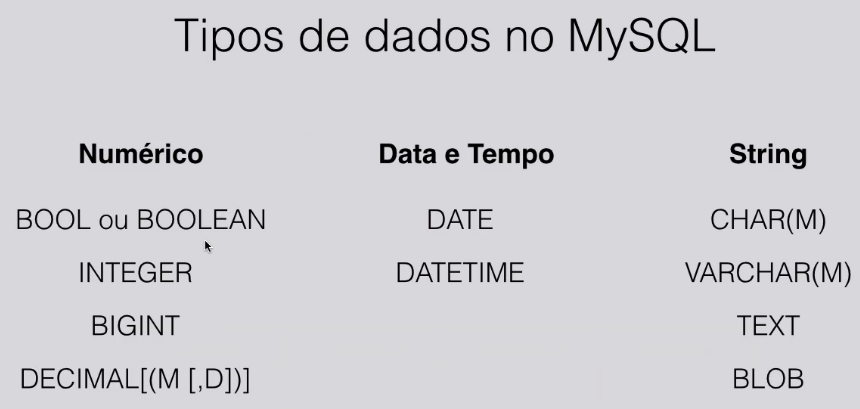 Tipos de dados no MySQL
Numérico Data e Tempo String
BOOL ou BOOLEAN DATE CHAR(M)
INTEGER DATETIME VARCHAR(M)
BIGINT TEXT
DECIMAL[(M [,D])] BLOB